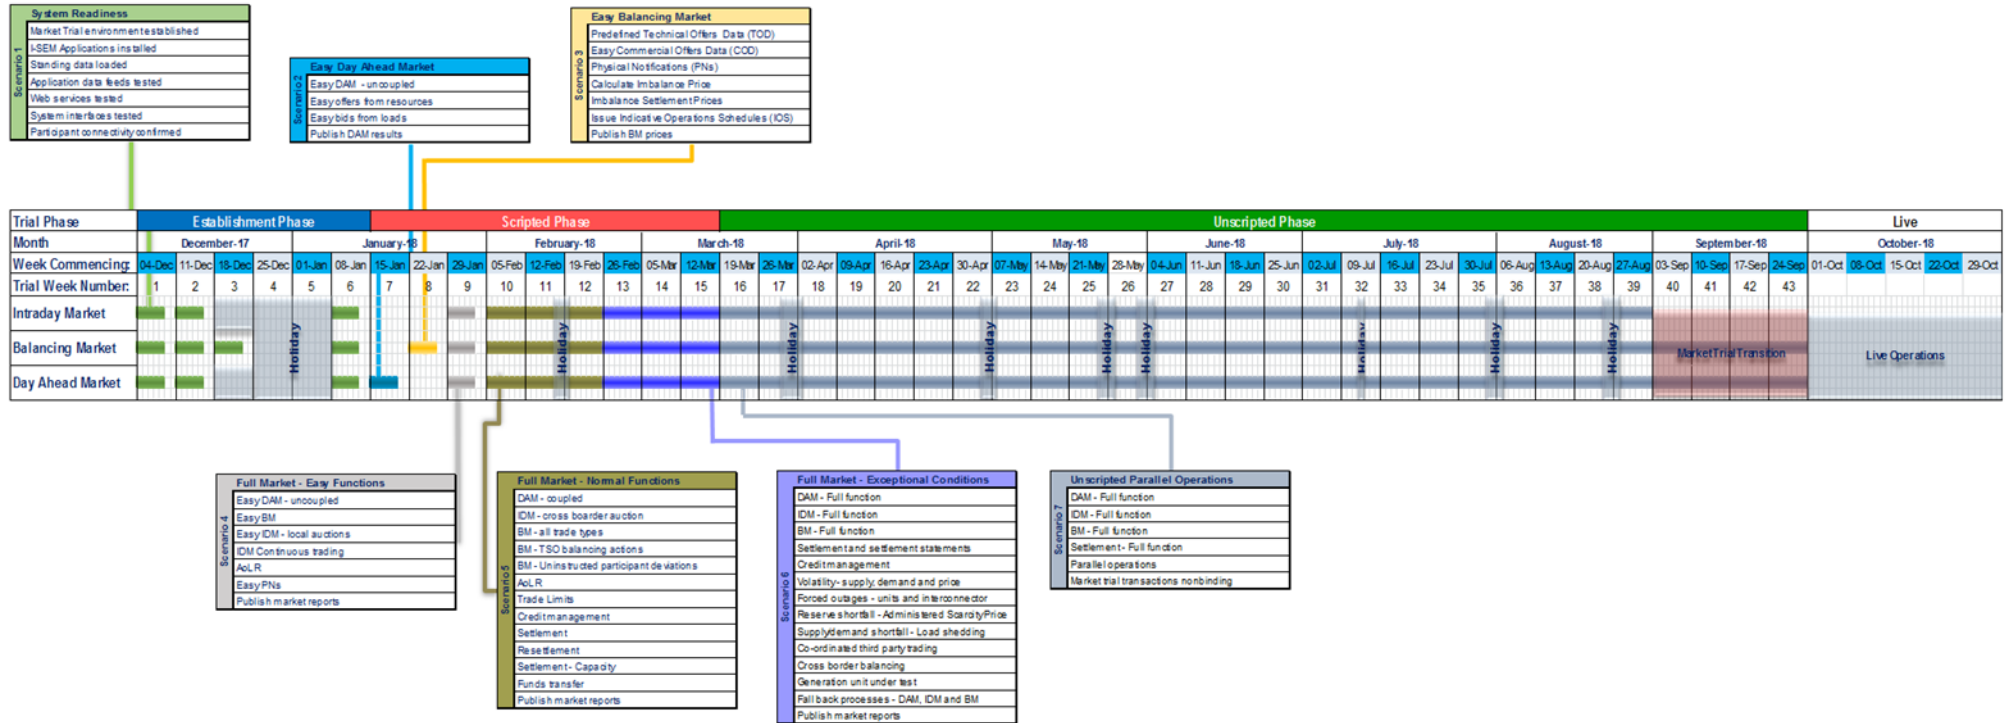 System Readiness
Scenario 1
Market Trial environment established
I-SEM Applications installed
Standing data loaded
Application data feeds tested
Web services tested
System interfaces tested
Participant connectivity confirmed
Easy Day Ahead Market
Scenario 2
Easy DAM - uncoupled
Easy offers from resources
Easy bids from loads
Publish DAM results
Easy Balancing Market
Scenario 3
Predefined Technical Offers Data (TOD)
Easy Commercial Offers Data (COD)
Physical Notifications (PNs)
Calculate Imbalance Price
Imbalance Settlement Prices
Issue Indicative Operations Schedules (IOS)
Publish BM prices
Trial Phase Establishment Phase Scripted Phase Unscripted Phase Live
Month December-17 January-18 February-18 March-18 April-18 May-18 June-18 July-18 August-18 September-18 October-18
Week Commencing: 04-Dec 11-Dec 18-Dec 25-Dec 01-Jan 08-Jan 15-Jan 22-Jan 29-Jan 05-Feb 12-Feb 19-Feb 26-Feb 05-Mar 12-Mar 19-Mar 26-Mar 02-Apr 09-Apr 16-Apr 23-Apr 30-Apr 07-May 14-May 21-May 28-May 04-Jun 11-Jun 18-Jun 25-Jun 02-Jul 09-Jul 16-Jul 23-Jul 30-Jul 06-Aug 13-Aug 20-Aug 27-Aug 03-Sep 10-Sep 17-Sep 24-Sep 01-Oct 08-Oct 15-Oct 22-Oct 29-Oct
Trial Week Number: 1 2 3 4 5 6 7 8 9 10 11 12 13 14 15 16 17 18 19 20 21 22 23 24 25 26 27 28 29 30 31 32 33 34 35 36 37 38 39 40 41 42 43
Intraday Market
Balancing Market
Day Ahead Market
Holiday
Holiday
Holiday
Holiday
Holiday
Holiday
Holiday
Holiday
Holiday
Market Trial Transition
Live Operations
Full Market - Easy Functions
Scenario 4
Easy DAM - uncoupled
Easy BM
Easy IDM - local auctions
IDM Continuous trading
AoLR
Easy PNs
Publish market reports
Full Market - Normal Functions
Scenario 5
DAM - coupled
IDM - cross boarder auction
BM - all trade types
BM - TSO balancing actions
BM - Uninstructed participant deviations
AoLR
Trade Limits
Credit management
Settlement
Resettlement
Settlement - Capacity
Funds transfer
Publish market reports
Full Market - Exceptional Conditions
Scenario 6
DAM - Full function
IDM - Full function
BM - Full function
Settlement and settlement statements
Credit management
Volatility - supply, demand and price
Forced outages - units and interconnector
Reserve shortfall - Administered Scarcity Price
Supply/demand shortfall - Load shedding
Co-ordinated third party trading
Cross border balancing
Generation unit under test
Fall back processes - DAM, IDM and BM
Publish market reports
Unscripted Parallel Operations
Scenario 7
DAM - Full function
IDM - Full function
BM - Full function
Settlement - Full function
Parallel operations
Market trial transactions nonbinding